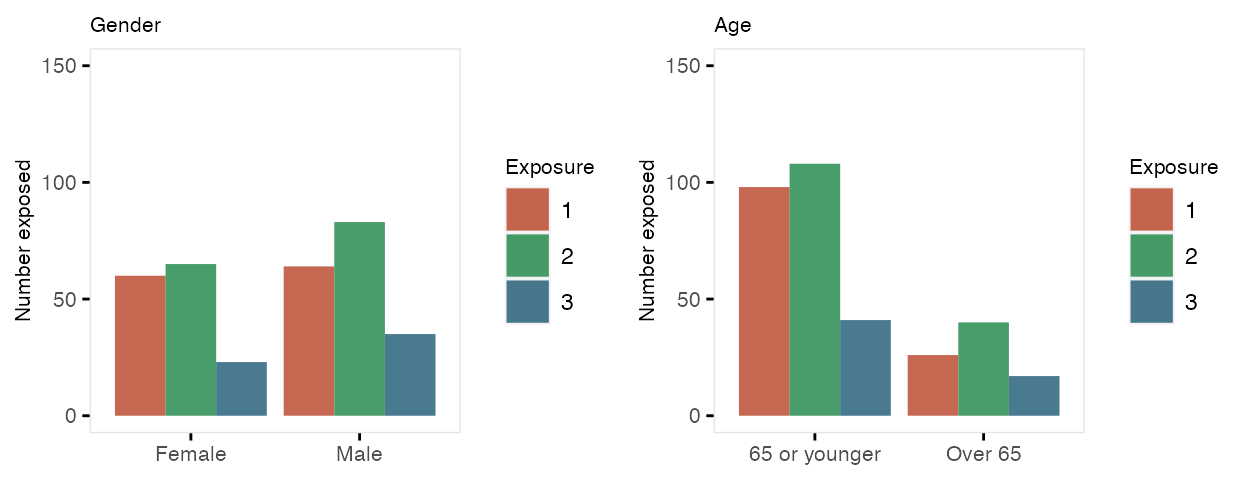 Gender
150
100
50
0
Number exposed
Female Male
Exposure
1
2
3
Age
150
100
50
0
Number exposed
65 or younger Over 65
Exposure
1
2
3